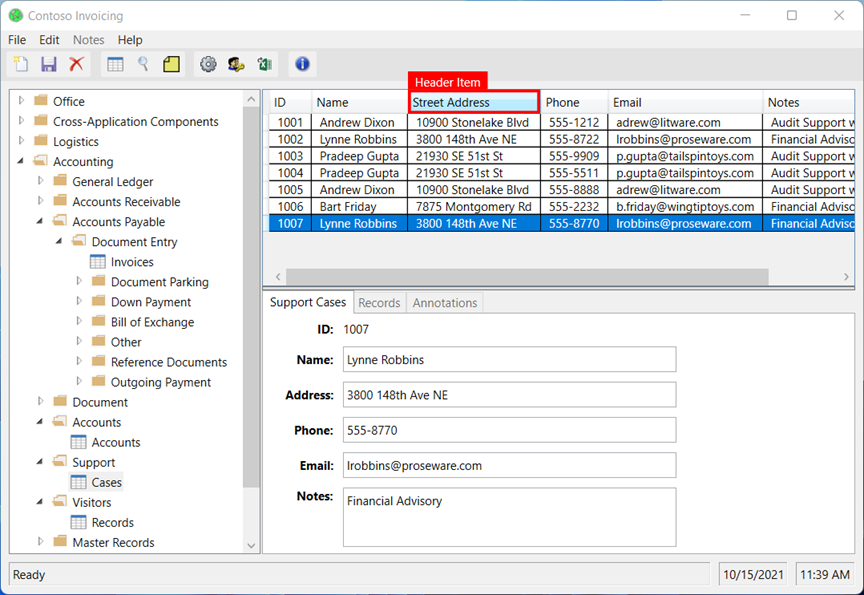 Contoso Invoicing
File Edit Notes Help
Office
Cross-Application Components
Logistics
Accounting
General Ledger
Accounts Receivable
Accounts Payable
Document Entry
Invoices
Document Parking
Down Payment
Bill of Exchange
Other
Reference Documents
Outgoing Payment
Document
Accounts
Accounts
Support
Cases
Visitors
Records
Master Records
Header Item
ID Name Street Address Phone Email Notes
1001 Andrew Dixon 10900 Stonelake Blvd 555-1212 adrew@litware.com Audit Support w
1002 Lynne Robbins 3800 148th Ave NE 555-8722 lrobbins@proseware.com Financial Adviso
1003 Pradeep Gupta 21930 SE 51st St 555-9909 p.gupta@tailspintoys.com Audit Support w
1004 Pradeep Gupta 21930 SE 51st St 555-5511 p.gupta@tailspintoys.com Audit Support w
1005 Andrew Dixon 10900 Stonelake Blvd 555-8888 adrew@litware.com Audit Support w
1006 Bart Friday 7875 Montgomery Rd 555-2232 b.friday@wingtiptoys.com Financial Adviso
1007 Lynne Robbins 3800 148th Ave NE 555-8770 lrobbins@proseware.com Financial Adviso
Support Cases Records Annotations
ID: 1007
Name: Lynne Robbins
Address: 3800 148th Ave NE
Phone: 555-8770
Email: lrobbins@proseware.com
Notes: Financial Advisory
Ready 10/15/2021 11:39 AM